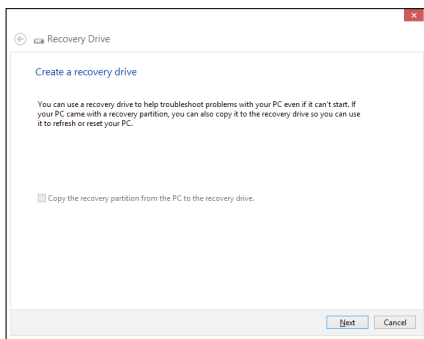 Recovery Drive
Create a recovery drive
You can use a recovery drive to help troubleshoot problems with your PC even if it can't start. If
your PC came with a recovery partition, you can also copy it to the recovery drive so you can use
it to refresh or reset your PC.
Copy the recovery partition from the PC to the recovery drive.
Next Cancel